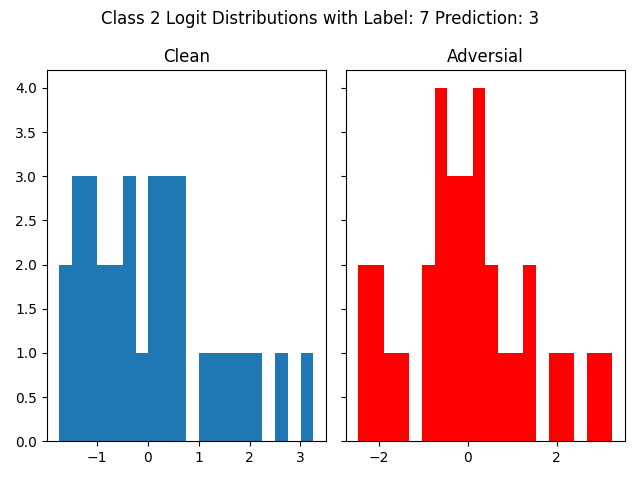 Class 2 Logit Distributions with Label: 7 Prediction: 3
Clean
Adversial
4.0
3.5
3.0
2.5
2.0
1.5
1.0
0.5
0.0
−1 0 1 2 3
−2 0 2